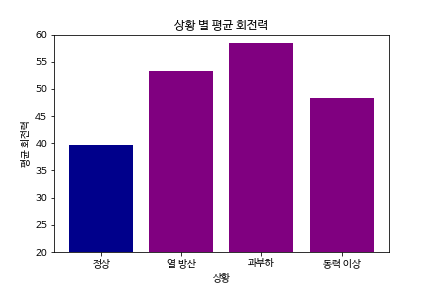 상황 별 평균 회전력
평균 회전력
60
55
50
45
40
35
30
25
20
정상
열 방산
과부하
동력 이상
상황